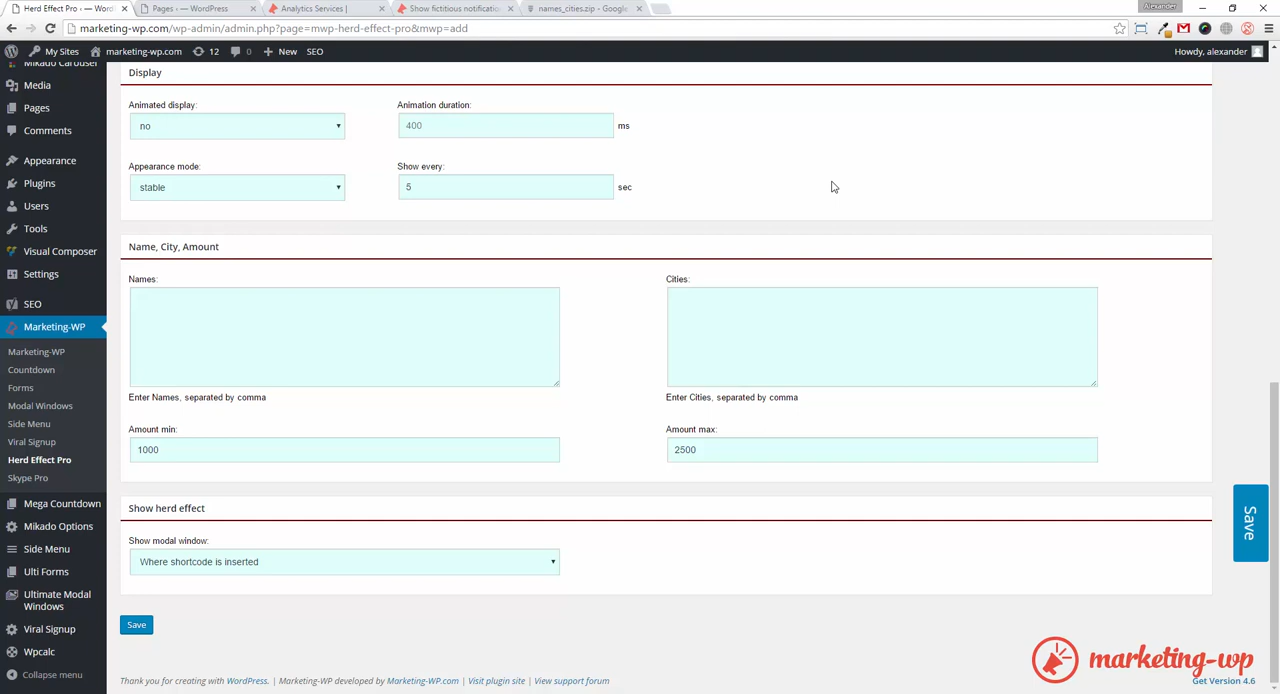 Alexander
Herd Effect Pro — Wordl
Pages ‹ — WordPress
Analytics Services |
Show fictitious notificatio
names_cities.zip - Google
marketing-wp.com/wp-admin/admin.php?page=mwp-herd-effect-pro&mwp=add
My Sites
marketing-wp.com
12
0
New
SEO
Howdy, alexander
Mikado Carousel
Media
Pages
Comments
Appearance
Plugins
Users
Tools
Visual Composer
Settings
SEO
Marketing-WP
Marketing-WP
Countdown
Forms
Modal Windows
Side Menu
Viral Signup
Herd Effect Pro
Skype Pro
Mega Countdown
Mikado Options
Side Menu
Ulti Forms
Ultimate Modal
Windows
Viral Signup
Wpcalc
Collapse menu
Display
Animated display:
Animation duration:
no
400
ms
Appearance mode:
Show every:
stable
5
sec
Name, City, Amount
Names:
Cities:
Enter Names, separated by comma
Enter Cities, separated by comma
Amount min:
Amount max:
1000
2500
Show herd effect
Show modal window:
Where shortcode is inserted
Save
Save
marketing-wp
Thank you for creating with WordPress. | Marketing-WP developed by Marketing-WP.com | Visit plugin site | View support forum
Get Version 4.6